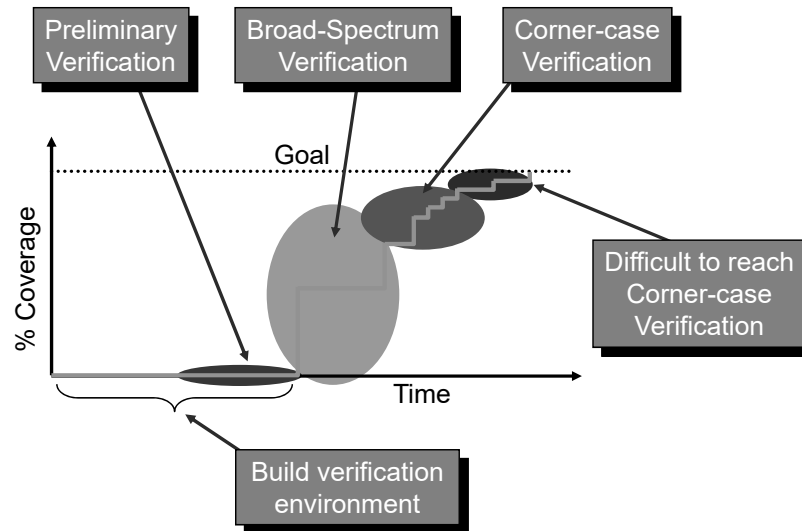 Preliminary
Verification
Broad-Spectrum
Verification
Corner-case
Verification
Goal
% Coverage
Difficult to reach
Corner-case
Verification
Time
Build verification
environment